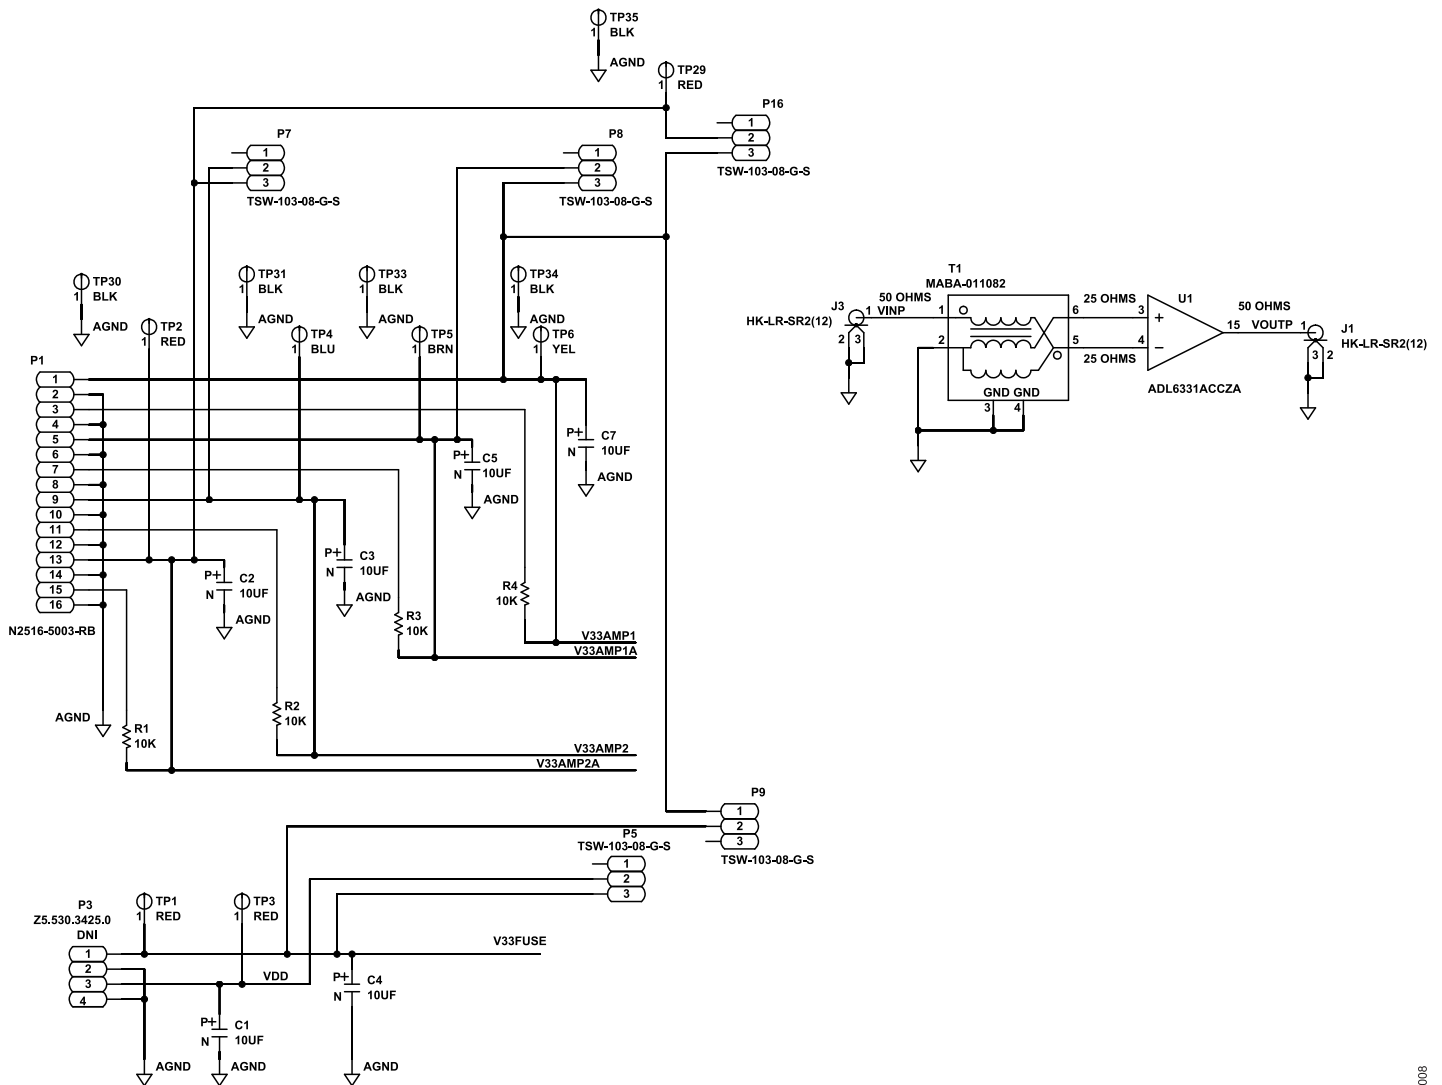 TP35
1 BLK
AGND
TP29
1 RED
P16
1
2
3
TSW-103-08-G-S
P7
1
2
3
TSW-103-08-G-S
P8
1
2
3
TSW-103-08-G-S
TP30
1 BLK
AGND
TP2
1 RED
TP31
1 BLK
AGND
TP4
1 BLU
TP33
1 BLK
AGND
TP5
1 BRN
TP34
1 BLK
AGND
TP6
1 YEL
P1
1
2
3
4
5
6
7
8
9
10
11
12
13
14
15
16
N2516-5003-RB
AGND
P+
N
C2
10UF
AGND
P+
N
C3
10UF
AGND
P+
N
C5
10UF
AGND
P+
N
C7
10UF
AGND
R1
10K
R2
10K
R3
10K
R4
10K
V33AMP1
V33AMP1A
V33AMP2
V33AMP2A
J3
HK-LR-SR2(12)
1
2 3
50 OHMS
VINP
T1
MABA-011082
1
2
6
5
GND GND
3 4
25 OHMS
25 OHMS
U1
3 +
4 −
ADL6331ACCZA
50 OHMS
15 VOUTP 1
J1
HK-LR-SR2(12)
3 2
P9
1
2
3
TSW-103-08-G-S
P5
TSW-103-08-G-S
1
2
3
P3
Z5.530.3425.0
DNI
1
2
3
4
TP1
1 RED
TP3
1 RED
V33FUSE
VDD
P+
N
C4
10UF
P+
N
C1
10UF
AGND
AGND
AGND
008